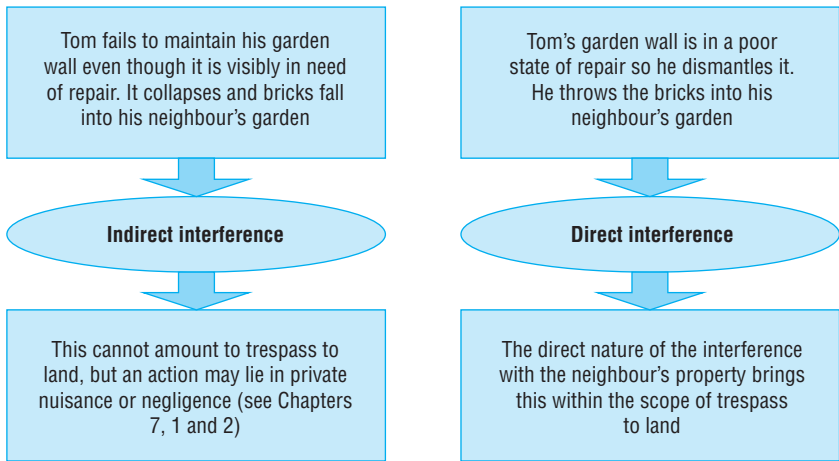 Tom fails to maintain his garden
wall even though it is visibly in need
of repair. It collapses and bricks fall
into his neighbour's garden
Indirect interference
This cannot amount to trespass to
land, but an action may lie in private
nuisance or negligence (see Chapters
7, 1 and 2)
Tom's garden wall is in a poor
state of repair so he dismantles it.
He throws the bricks into his
neighbour's garden
Direct interference
The direct nature of the interference
with the neighbour's property brings
this within the scope of trespass
to land